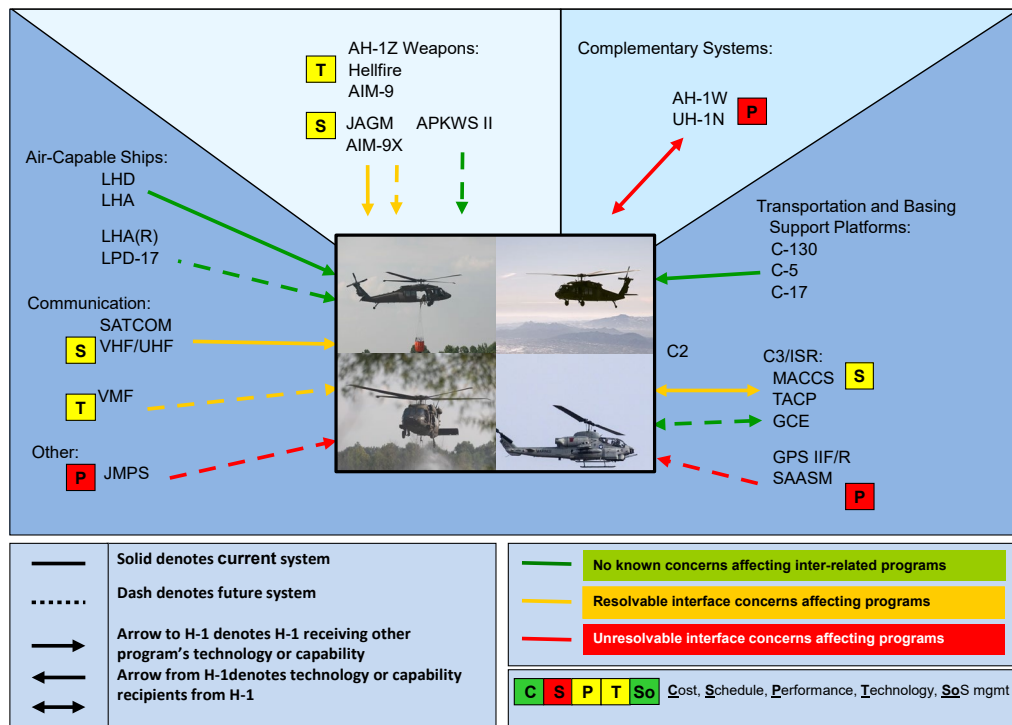 AH-1Z Weapons:
T
Hellfire
AIM-9
S
JAGM APKWS II
AIM-9X
Complementary Systems:
AH-1W
UH-1N
P
Air-Capable Ships:
LHD
LHA
LHA(R)
LPD-17
Communication:
SATCOM
S
VHF/UHF
T
VMF
Other:
P
JMPS
Transportation and Basing
Support Platforms:
C-130
C-5
C-17
C2
C3/ISR:
MACCS
S
TACP
GCE
GPS IIF/R
SAASM
P
Solid denotes current system
Dash denotes future system
Arrow to H-1 denotes H-1 receiving other
program's technology or capability
Arrow from H-1denotes technology or capability
recipients from H-1
No known concerns affecting inter-related programs
Resolvable interface concerns affecting programs
Unresolvable interface concerns affecting programs
C S P T So Cost, Schedule, Performance, Technology, SoS mgmt